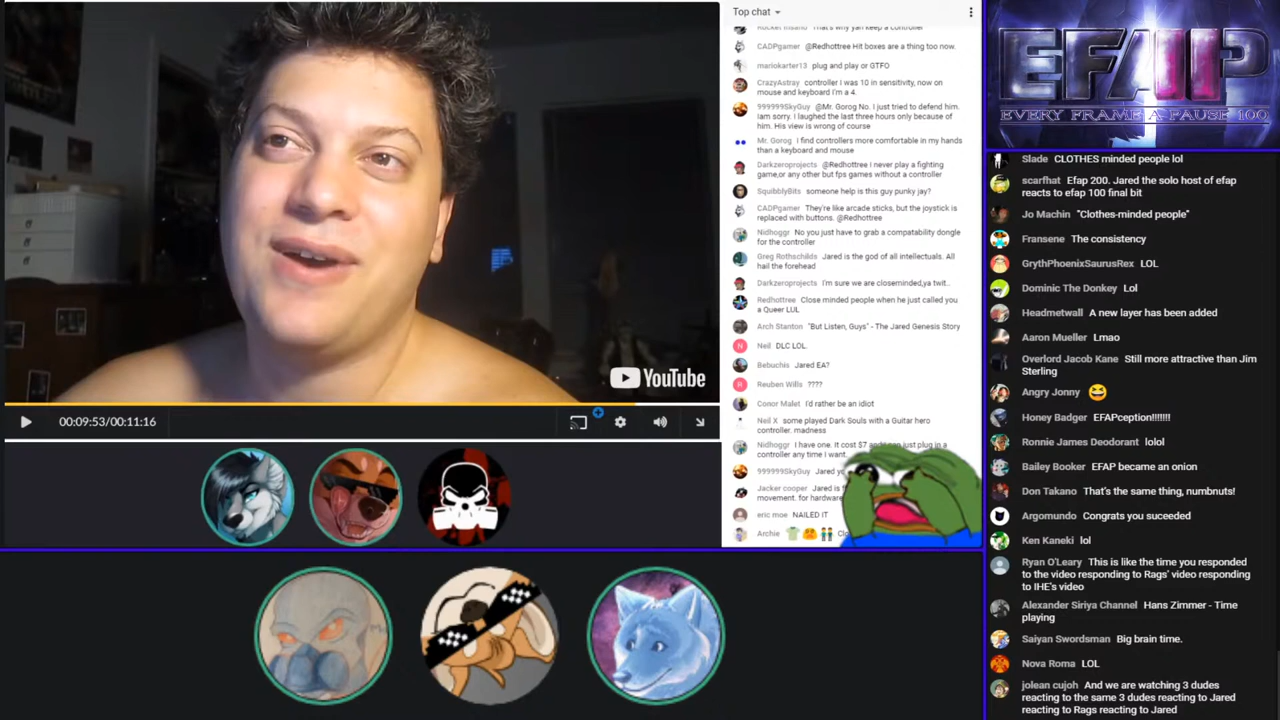 YouTube
00:09:53/00:11:16
Top chat
Rocket Insano That's why yah keep a Controller
CADPgamer @Redhottree Hit boxes are a thing too now.
mariokarter13 plug and play or GTFO
CrazyAstray controller I was 10 in sensitivity, now on
mouse and keyboard I'm a 4.
999999SkyGuy @Mr. Gorog No. I just tried to defend him.
Iam sorry. I laughed the last three hours only because of
him. His view is wrong of course
Mr. Gorog I find controllers more comfortable in my hands
than a keyboard and mouse
Darkzeroprojects @Redhottree I never play a fighting
game,or any other but fps games without a controller
SquibblyBits someone help is this guy punky jay?
CADPgamer They're like arcade sticks, but the joystick is
replaced with buttons. @Redhottree
Nidhoggr No you just have to grab a compatability dongle
for the controller
Greg Rothschilds Jared is the god of all intellectuals. All
hail the forehead
Darkzeroprojects I'm sure we are closeminded,ya twit..
Redhottree Close minded people when he just called you
a Queer LUL
Arch Stanton "But Listen, Guys" - The Jared Genesis Story
N Neil DLC LOL.
Bebuchis Jared EA?
R Reuben Wills ????
Conor Malet I'd rather be an idiot
Neil X some played Dark Souls with a Guitar hero
controller. madness
Nidhoggr I have one. It cost $7 and I can just plug in a
controller any time I want.
999999SkyGuy Jared
Jacker cooper Jared is
movement. for hardwar
eric moe NAILED IT
Archie Clo
EFAP
EVERY FRAME A PAUSE 100
Slade CLOTHES minded people lol
scarfhat Efap 200. Jared the solo host of efap
reacts to efap 100 final bit
Jo Machin "Clothes-minded people"
Fransene The consistency
GrythPhoenixSaurusRex LOL
Dominic The Donkey Lol
Headmetwall A new layer has been added
Aaron Mueller Lmao
Overlord Jacob Kane Still more attractive than Jim
Sterling
Angry Jonny 😆
Honey Badger EFAPception!!!!!!!
Ronnie James Deodorant lolol
Bailey Booker EFAP became an onion
Don Takano That's the same thing, numbnuts!
Argomundo Congrats you suceeded
Ken Kaneki lol
Ryan O'Leary This is like the time you responded
to the video responding to Rags' video responding
to IHE's video
Alexander Siriya Channel Hans Zimmer - Time
playing
Saiyan Swordsman Big brain time.
Nova Roma LOL
jolean cujoh And we are watching 3 dudes
reacting to the same 3 dudes reacting to Jared
reacting to Rags reacting to Jared